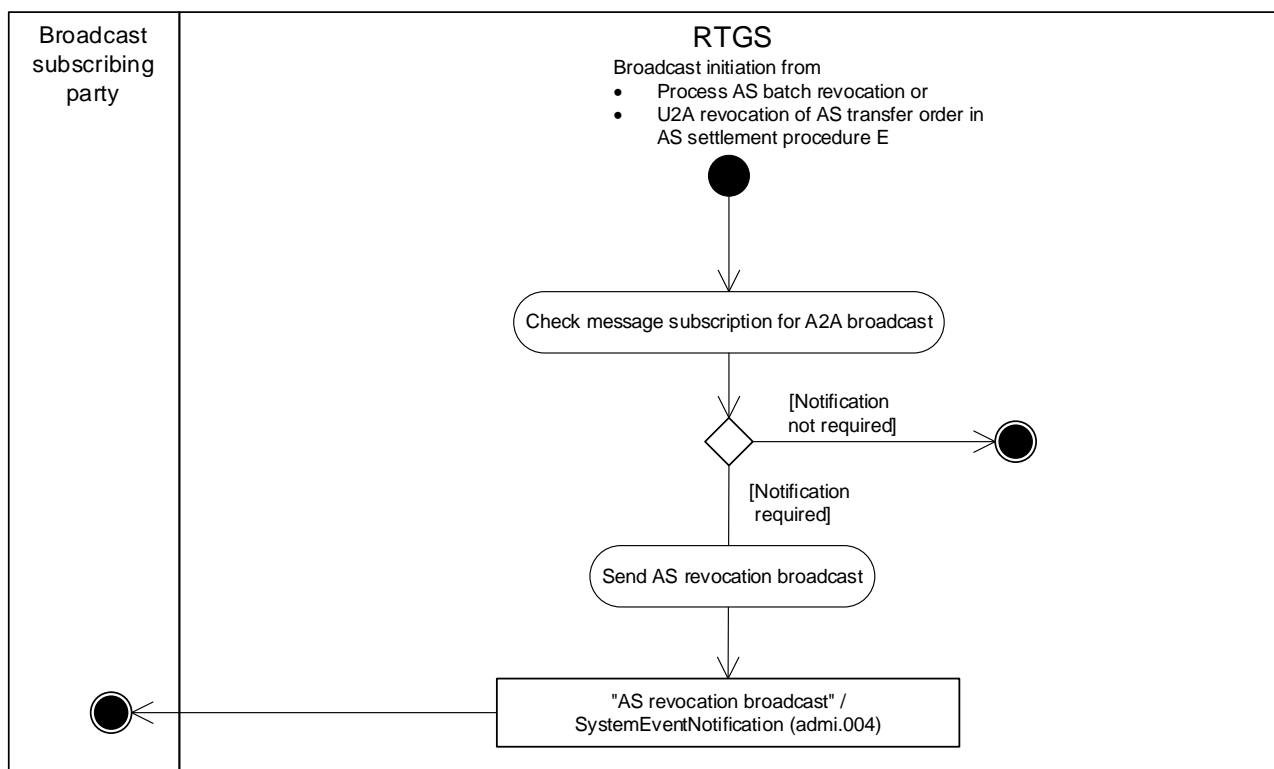 Broadcast
subscribing
party
RTGS
Broadcast initiation from
• Process AS batch revocation or
• U2A revocation of AS transfer order in
AS settlement procedure E
Check message subscription for A2A broadcast
[Notification
not required]
[Notification
required]
Send AS revocation broadcast
"AS revocation broadcast" /
SystemEventNotification (admi.004)